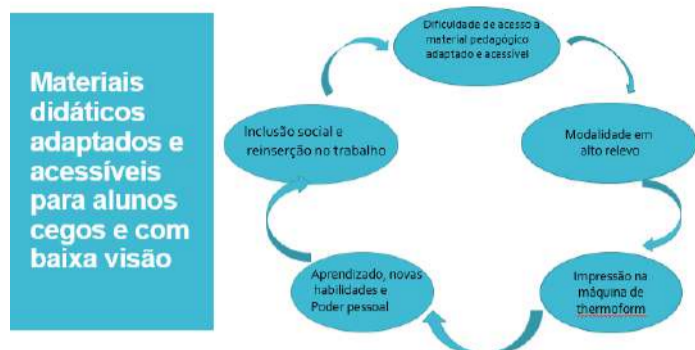 Materiais
didáticos
adaptados e
acessíveis
para alunos
cegos e com
baixa visão
Dificuldade de acesso a
material pedagógico
adaptado e acessível
Modalidade em
alto relevo
Impressão na
máquina de
thermoform
Aprendizado, novas
habilidades e
Poder pessoal
Inclusão social e
reinserção no trabalho